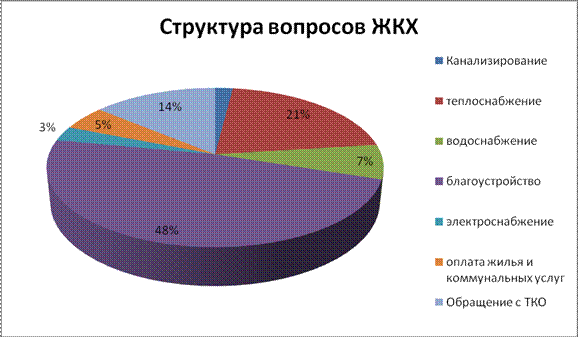 Структура вопросов ЖКХ
14%
21%
5%
3%
7%
48%
Канализирование
теплоснабжение
водоснабжение
благоустройство
электроснабжение
оплата жилья и
коммунальных услуг
Обращение с ТКО